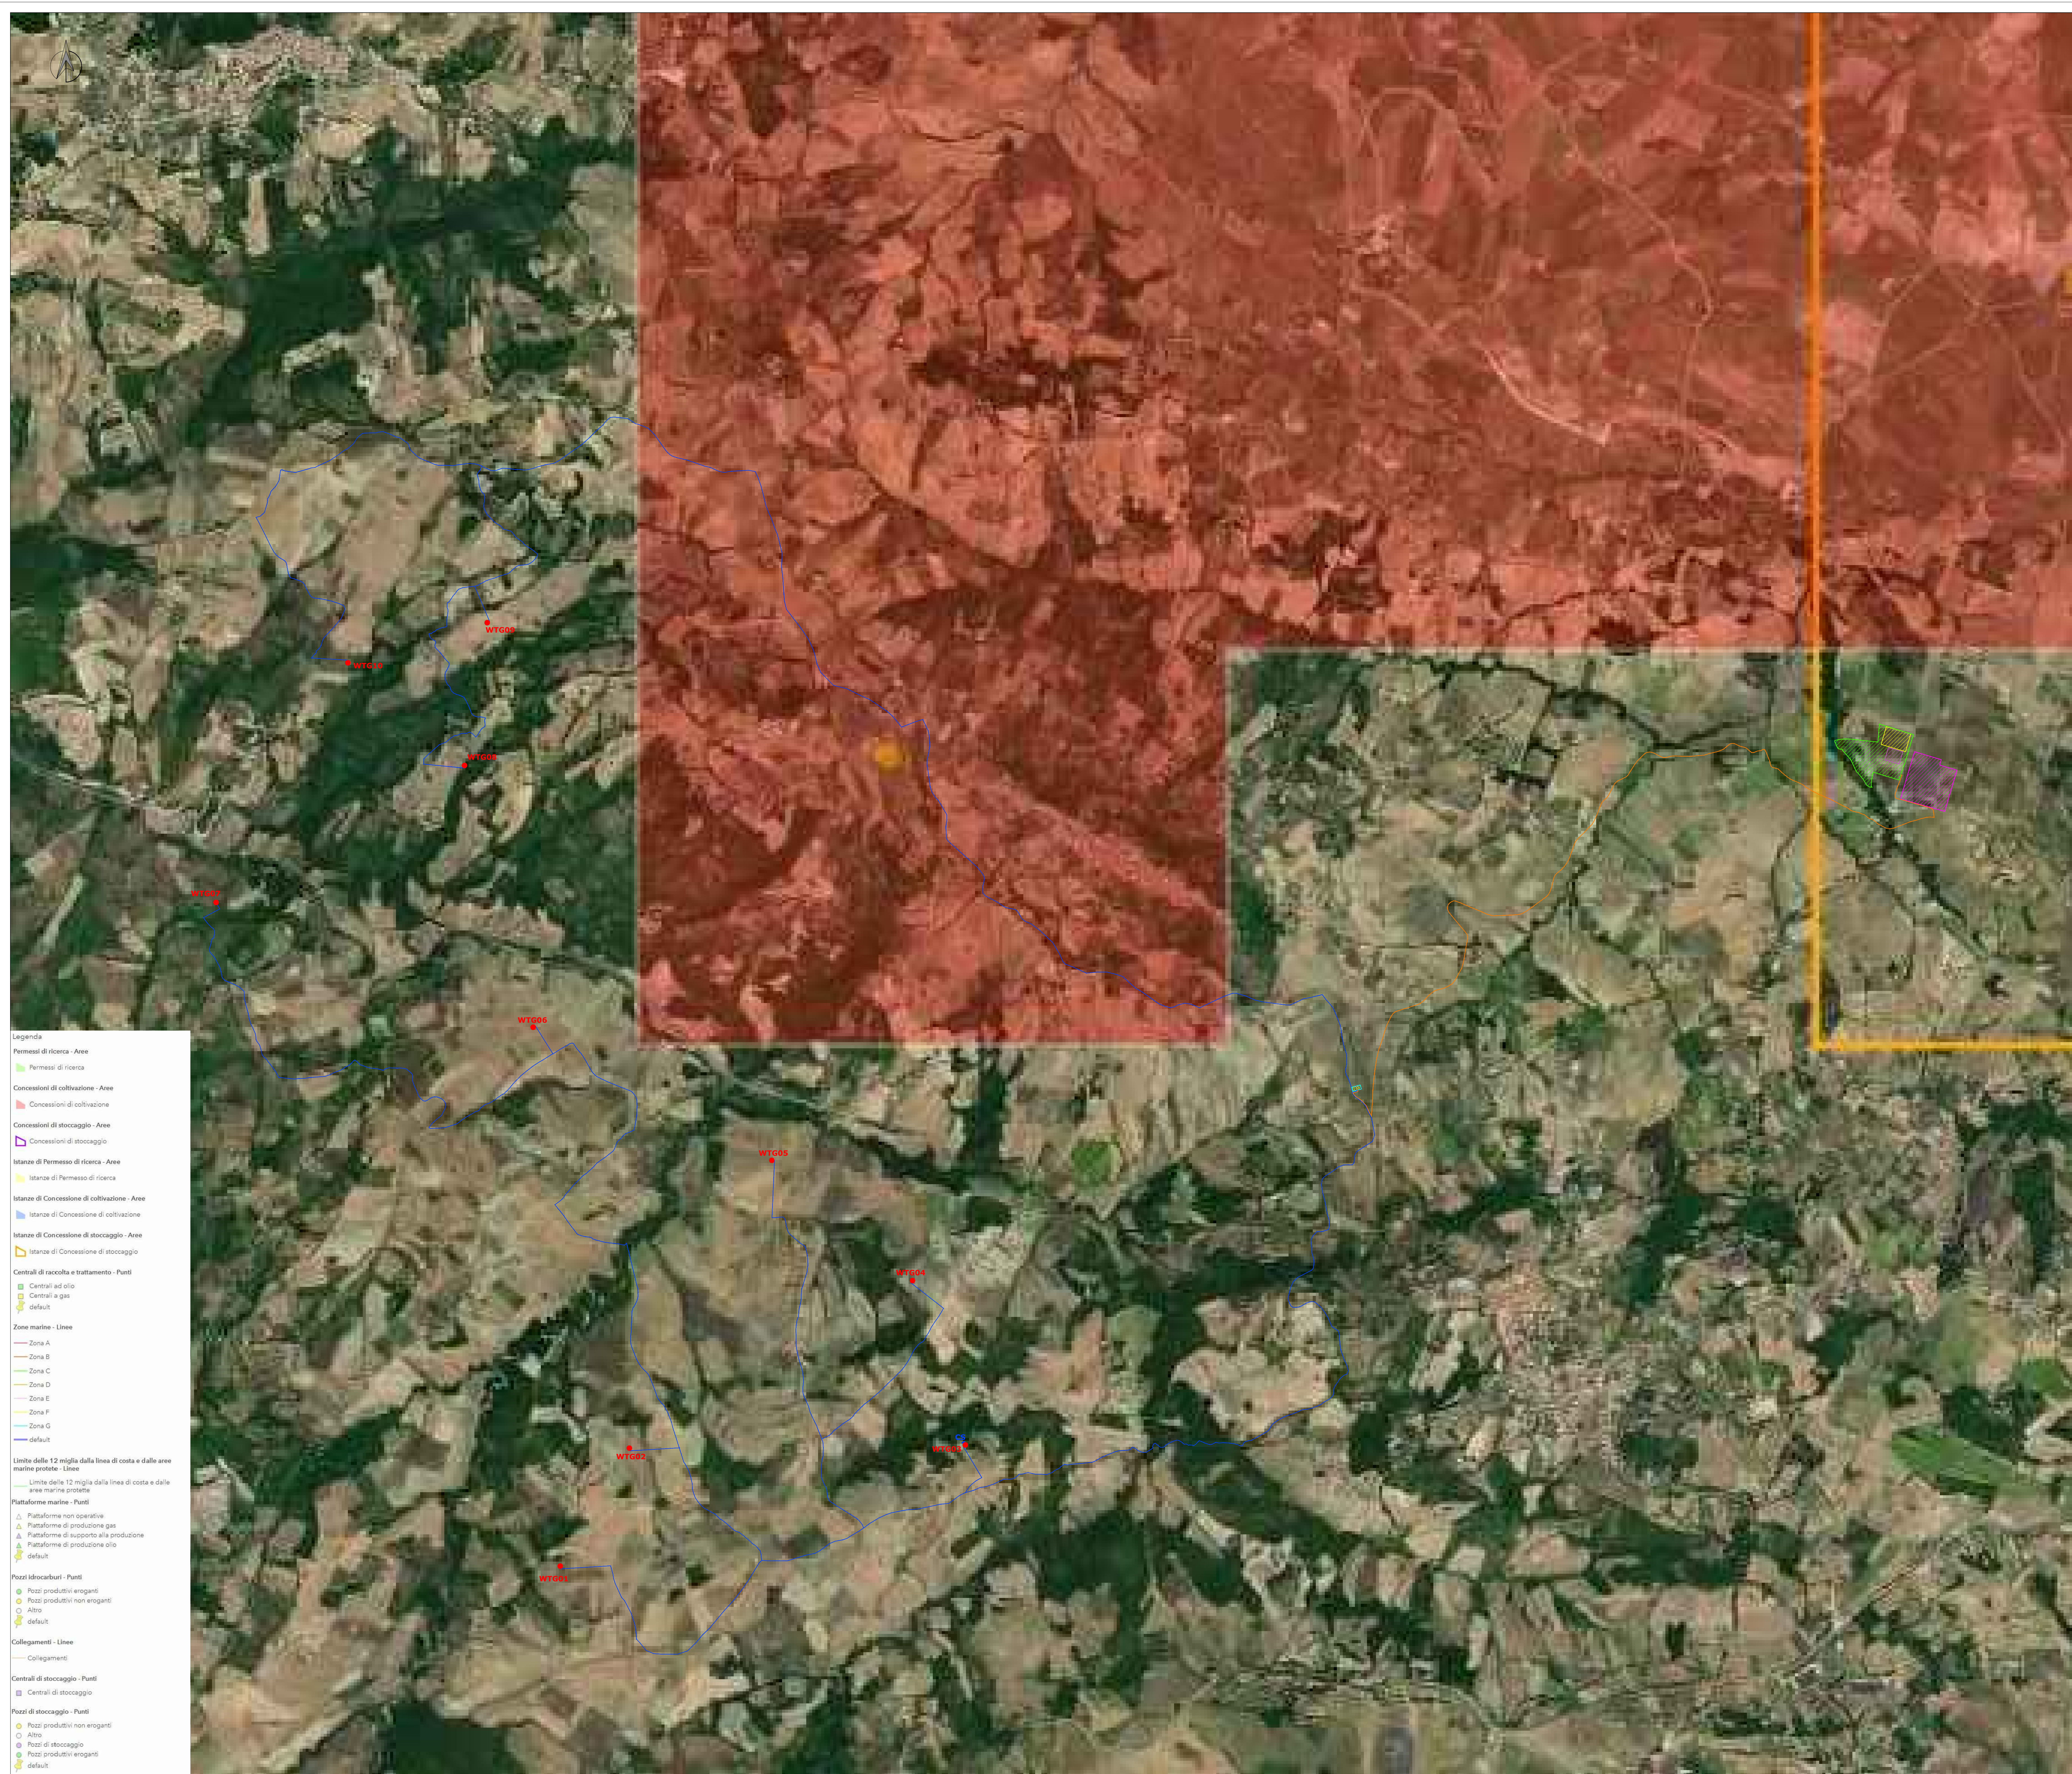 WTG09
WTG10
WTG08
WTG06
WTG05
WTG04
WTG01
Legenda
Permessi di ricerca - Aree
Permessi di ricerca
Concessioni di coltivazione - Aree
Concessioni di coltivazione
Concessioni di stoccaggio - Aree
Concessioni di stoccaggio
Istanze di Permesso di ricerca - Aree
Istanze di Permesso di ricerca
Istanze di Concessione di coltivazione - Aree
Istanze di Concessione di coltivazione
Istanze di Concessione di stoccaggio - Aree
Istanze di Concessione di stoccaggio
Centrali di raccolta e trattamento - Punti
Centrali ad olio
Centrali a gas
default
Zone marine - Linee
Zona A
Zona B
Zona C
Zona D
Zona E
Zona F
Zona G
default
Limite delle 12 miglia dalla linea di costa e dalle aree
marine protete - Linee
Limite delle 12 miglia dalla linea di costa e dalle
aree marine protette
Piattaforme marine - Punti
Piattaforme non operative
Piattaforme di produzione gas
Piattaforme di supporto alla produzione
Piattaforme di produzione olio
default
Pozzi idrocarburi - Punti
Pozzi produttivi eroganti
Pozzi produttivi non eroganti
Altro
default
Collegamenti - Linee
Collegamenti
Centrali di stoccaggio - Punti
Centrali di stoccaggio
Pozzi di stoccaggio - Punti
Pozzi produttivi non eroganti
Altro
Pozzi di stoccaggio
Pozzi produttivi eroganti
default